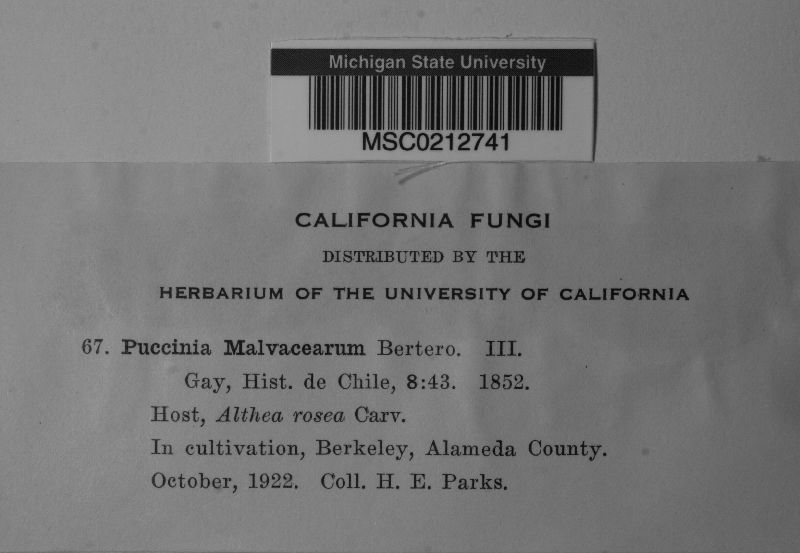 Michigan State University
MSC0212741
CALIFORNIA FUNGI
DISTRIBUTED BY THE
HERBARIUM OF THE UNIVERSITY OF CALIFORNIA
67. Puccinia Malvacearum Bertero. III.
Gay, Hist. de Chile, 8:43. 1852.
Host, Althea rosea Carv.
In cultivation, Berkeley, Alameda County.
October, 1922. Coll. H. E. Parks.